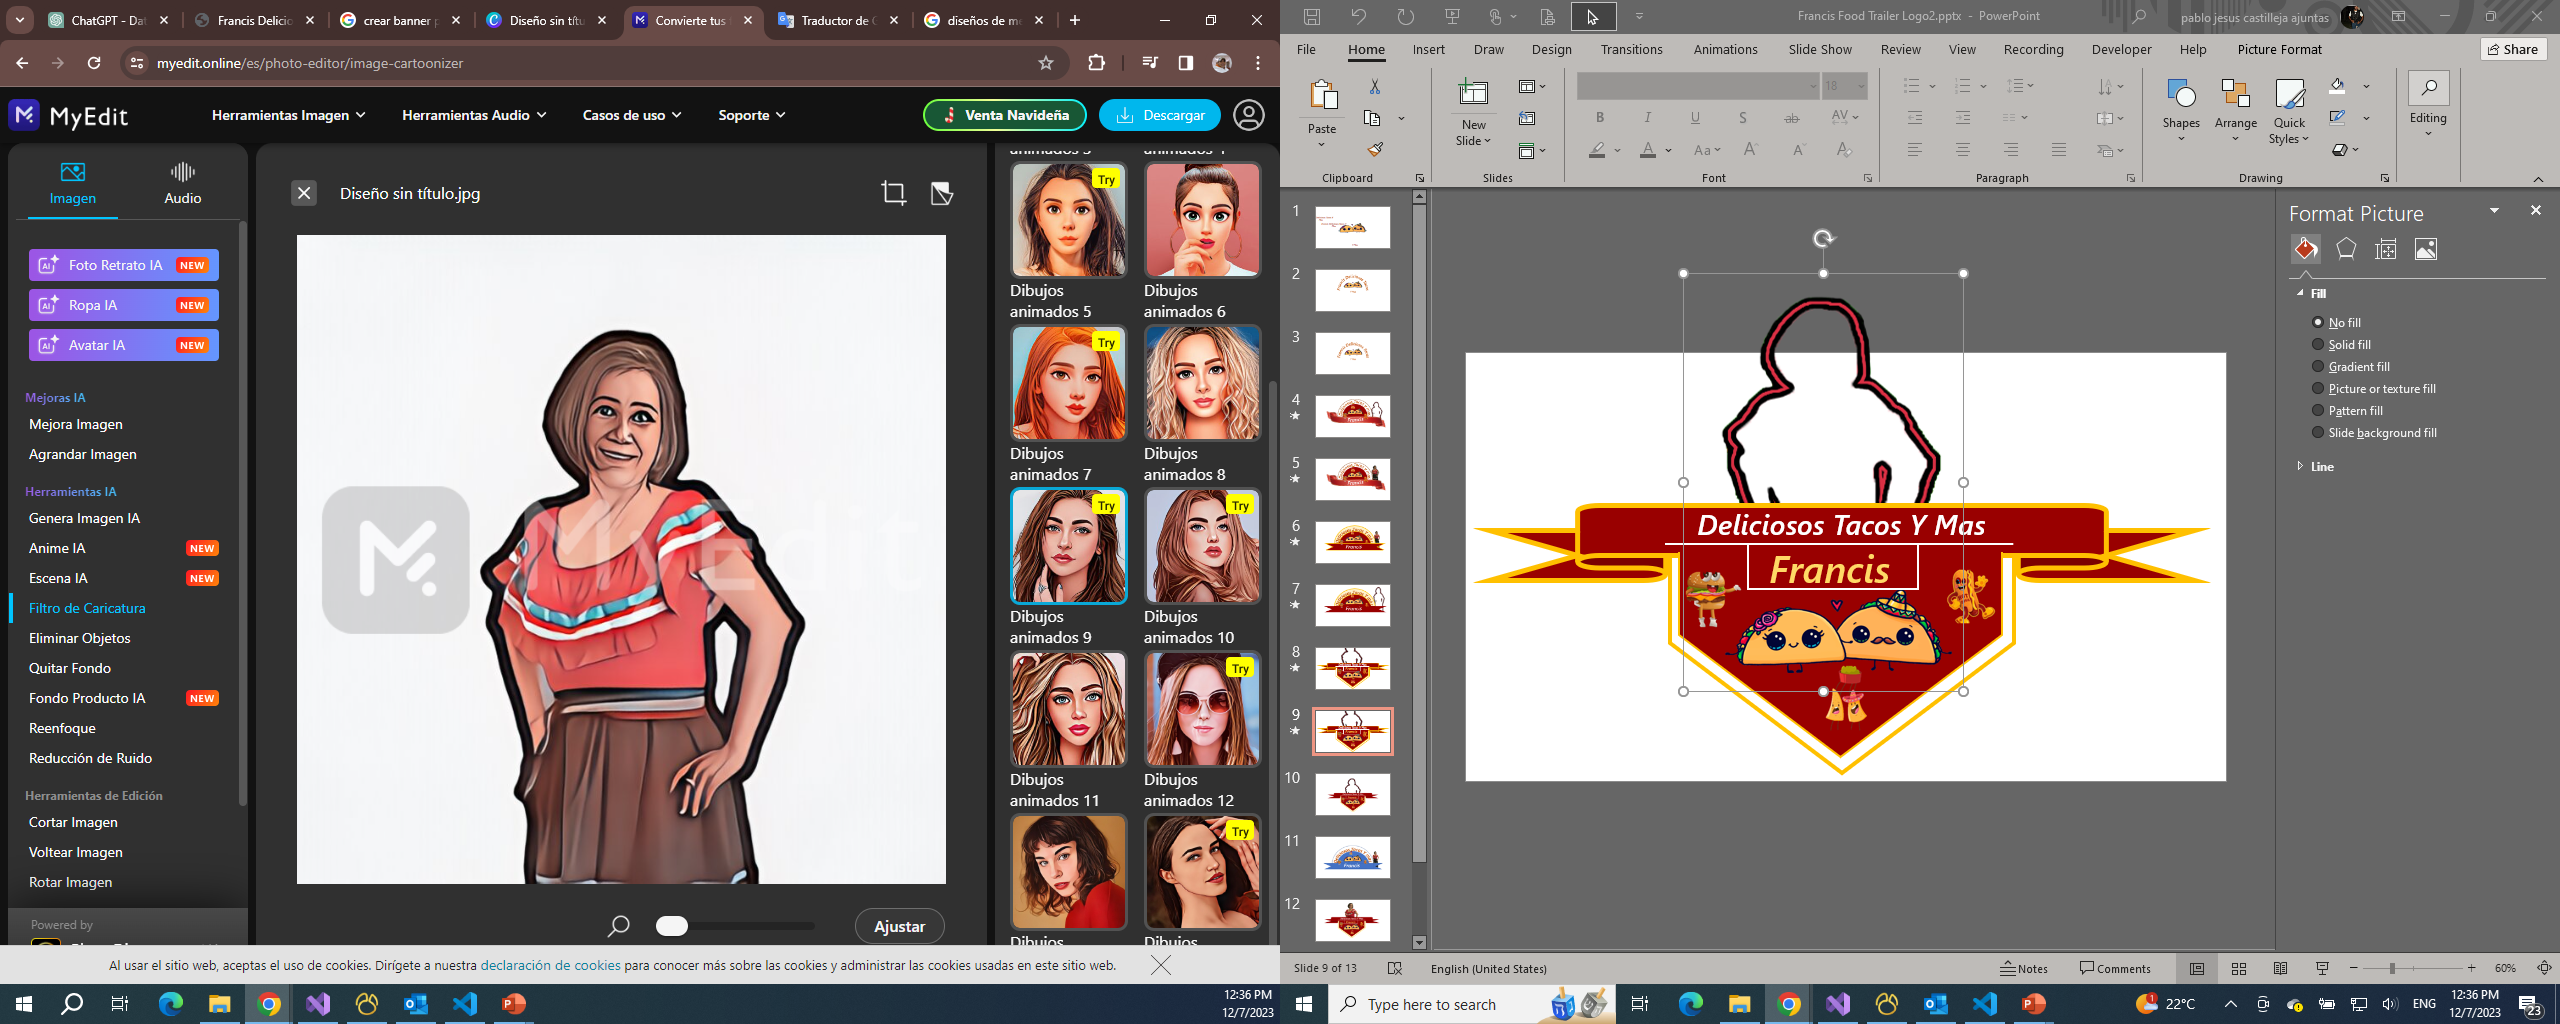 ChatGPT - Dat
Francis Delicio
crear banner p
Diseño sin títu
Convierte tus f
Traductor de G
diseños de me
myedit.online/es/photo-editor/image-cartoonizer
MyEdit
Herramientas Imagen
Herramientas Audio
Casos de uso
Soporte
Venta Navideña
Descargar
Imagen
Audio
Foto Retrato IA NEW
Ropa IA NEW
Avatar IA NEW
Mejoras IA
Mejora Imagen
Agrandar Imagen
Herramientas IA
Genera Imagen IA
Anime IA NEW
Escena IA NEW
Filtro de Caricatura
Eliminar Objetos
Quitar Fondo
Fondo Producto IA NEW
Reenfoque
Reducción de Ruido
Herramientas de Edición
Cortar Imagen
Voltear Imagen
Rotar Imagen
Powered by
Diseño sin título.jpg
MyEdit
Ajustar
Try
Dibujos animados 5
Dibujos animados 6
Try
Dibujos animados 7
Dibujos animados 8
Try
Dibujos animados 9
Try
Dibujos animados 10
Dibujos animados 11
Try
Dibujos animados 12
Try
Al usar el sitio web, aceptas el uso de cookies. Dirígete a nuestra declaración de cookies para conocer más sobre las cookies y administrar las cookies usadas en este sitio web.
12:36 PM
12/7/2023
Francis Food Trailer Logo2.pptx - PowerPoint
pablo jesus castilleja ajuntas
File Home Insert Draw Design Transitions Animations Slide Show Review View Recording Developer Help Picture Format
Share
Paste
Clipboard
New Slide
Slides
18
Font
Paragraph
Shapes
Arrange
Quick Styles
Drawing
Editing
1
2
3
4
5
6
7
8
9
10
11
12
Deliciosos Tacos Y Mas
Francis
Format Picture
Fill
No fill
Solid fill
Gradient fill
Picture or texture fill
Pattern fill
Slide background fill
Line
Slide 9 of 13
English (United States)
Notes
Comments
60%
Type here to search
22°C
ENG
12:36 PM
12/7/2023
23